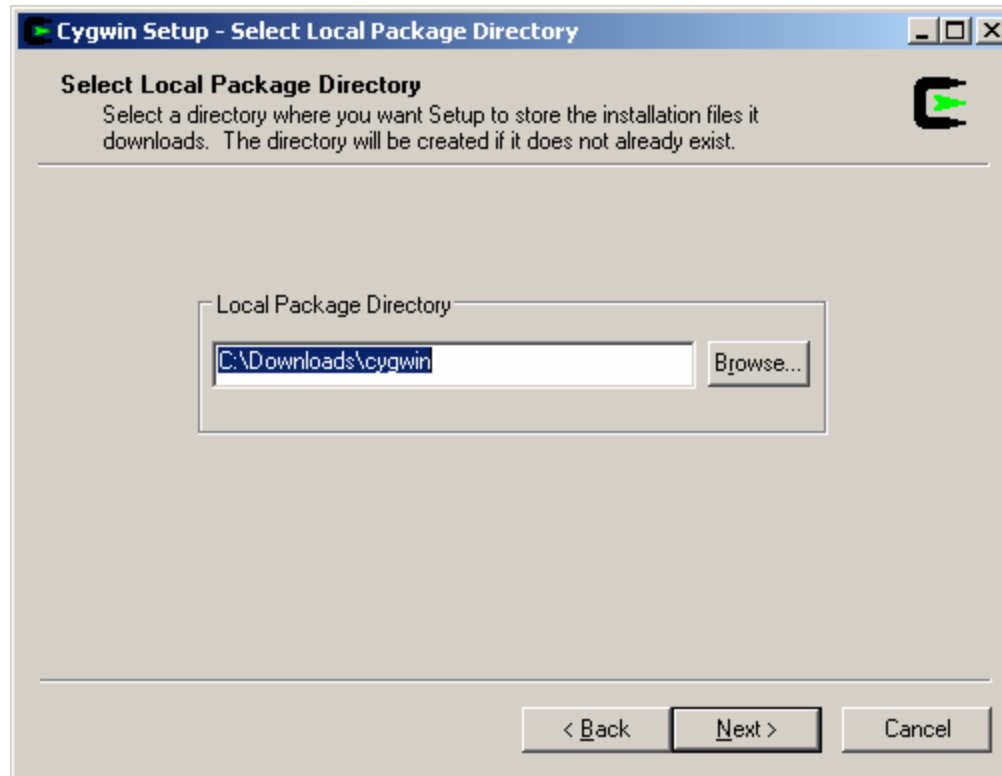 Cygwin Setup - Select Local Package Directory
Select Local Package Directory
Select a directory where you want Setup to store the installation files it
downloads.  The directory will be created if it does not already exist.
Local Package Directory
C:\Downloads\cygwin
Browse...
< Back
Next >
Cancel